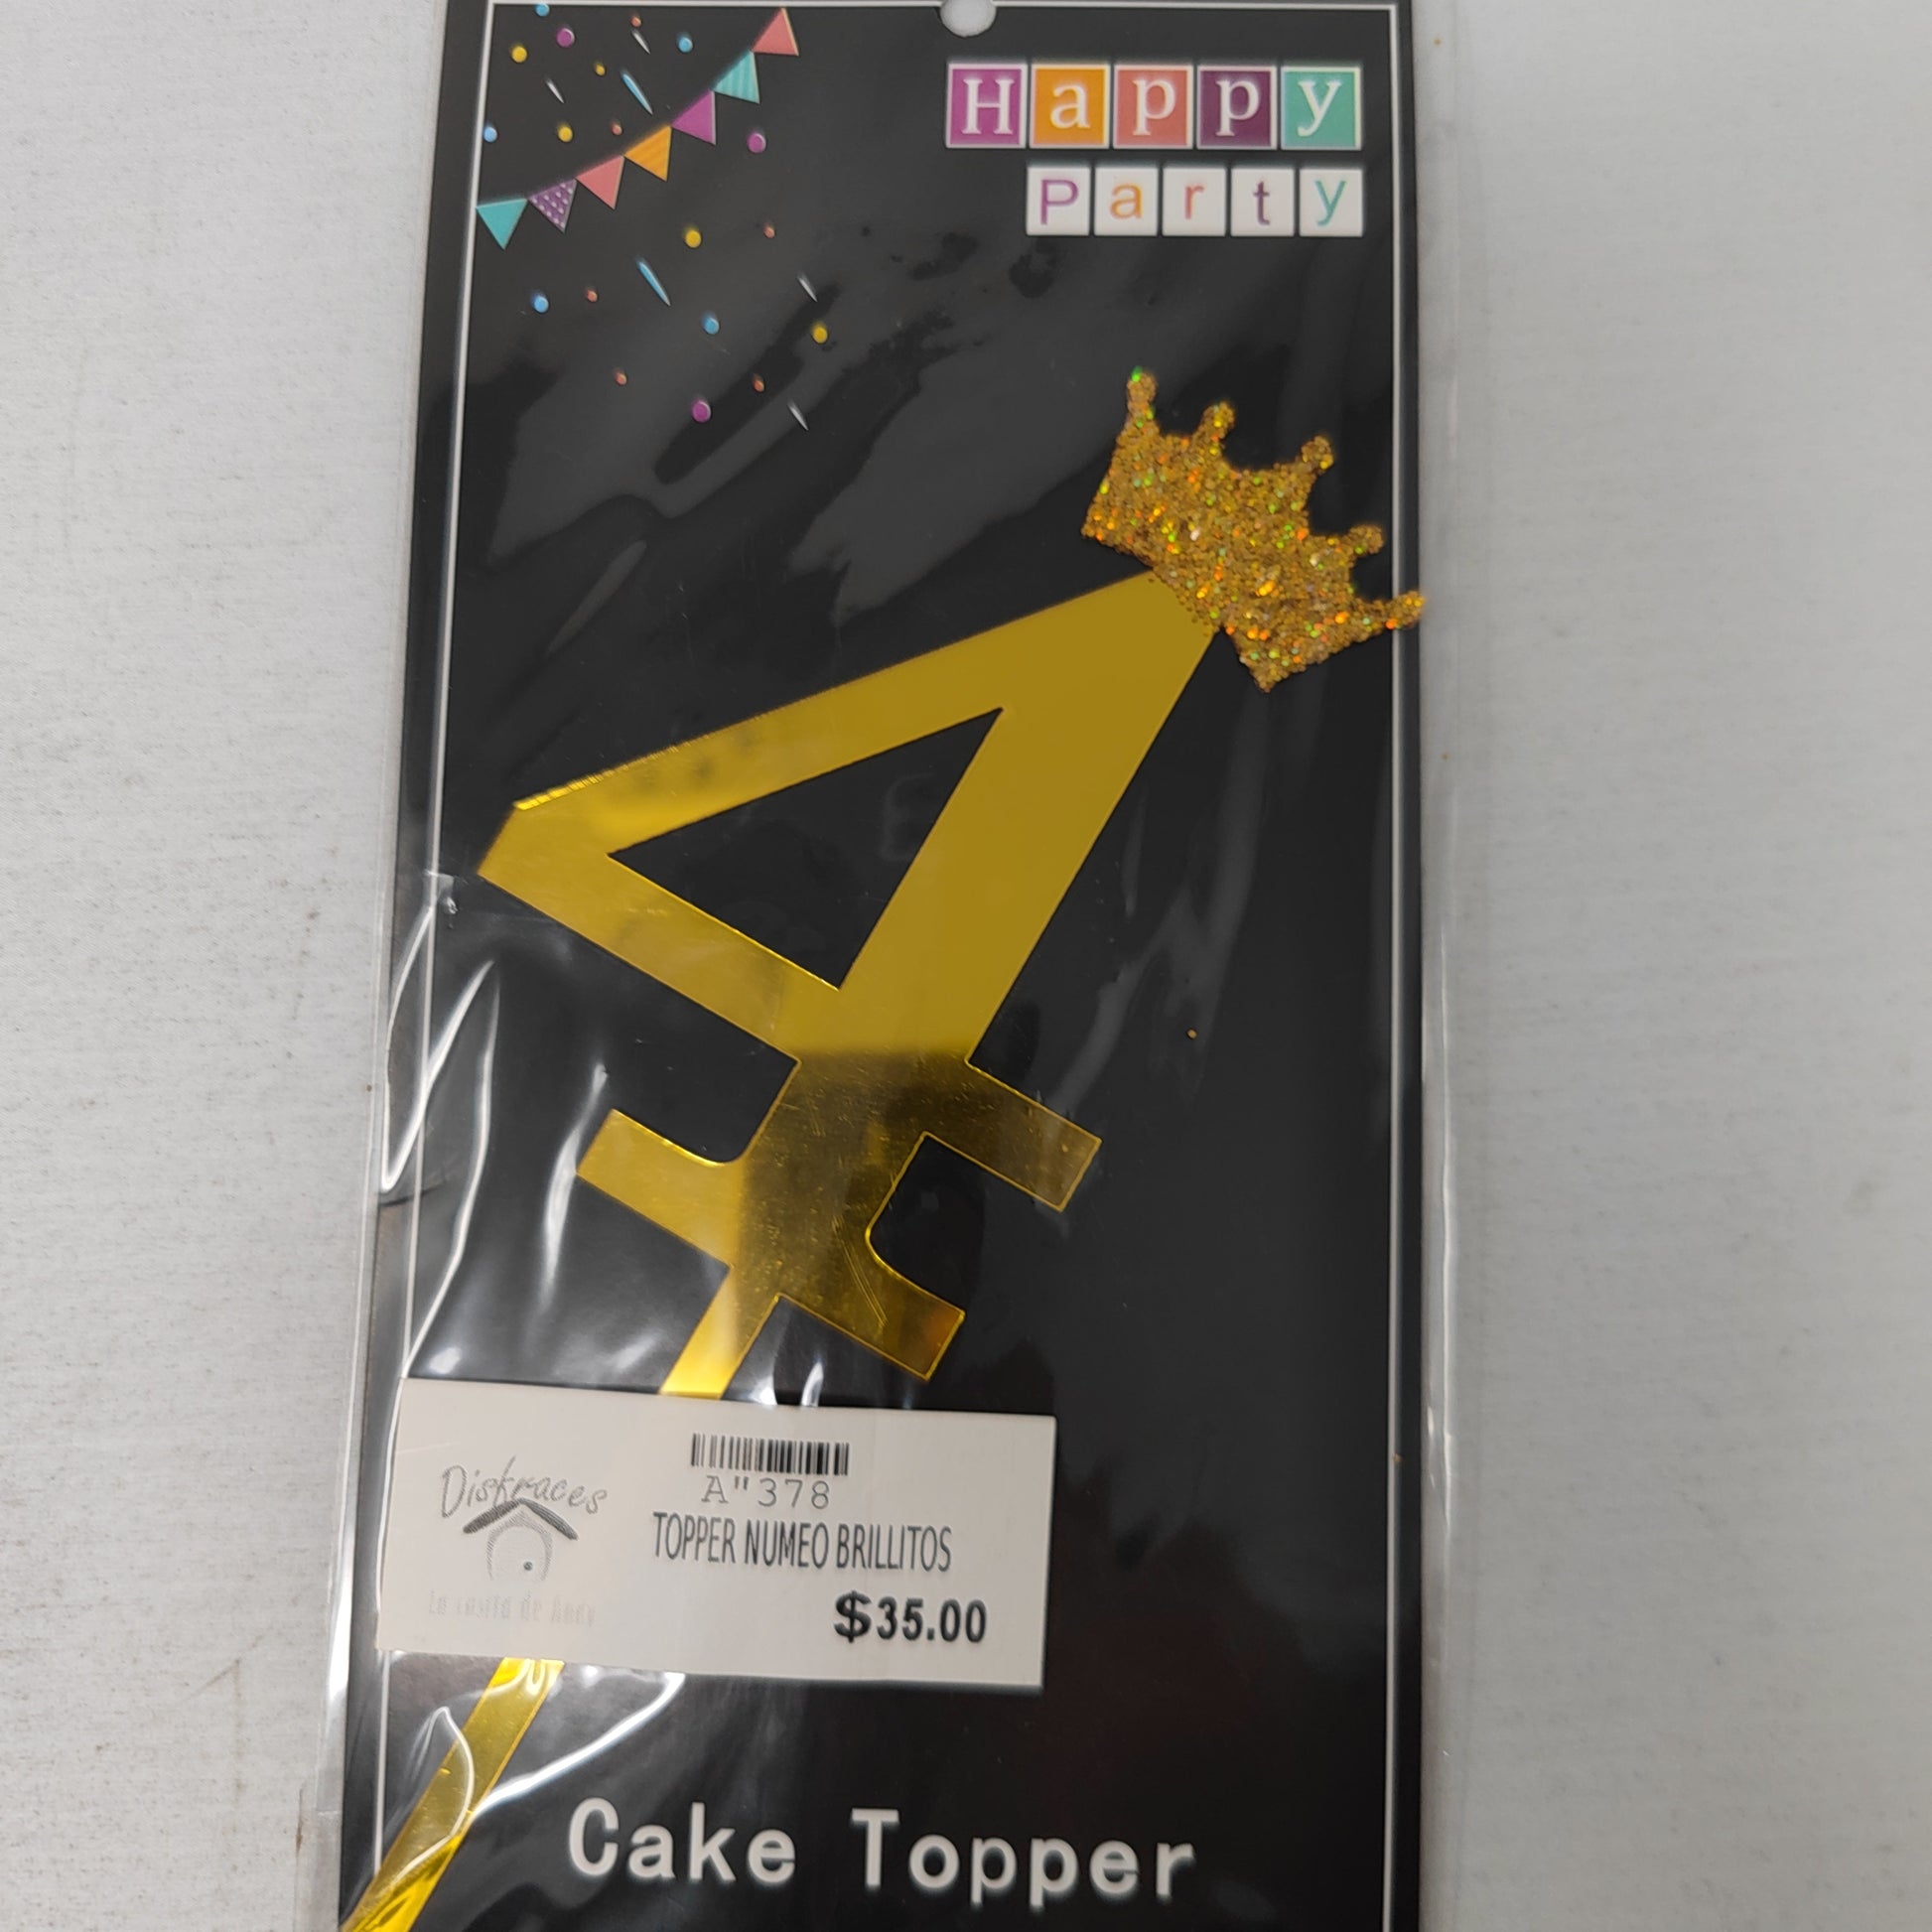 Happy
Party
4
Disfraces
A"378
TOPPER NUMEO BRILLITOS
$35.00
Cake Topper